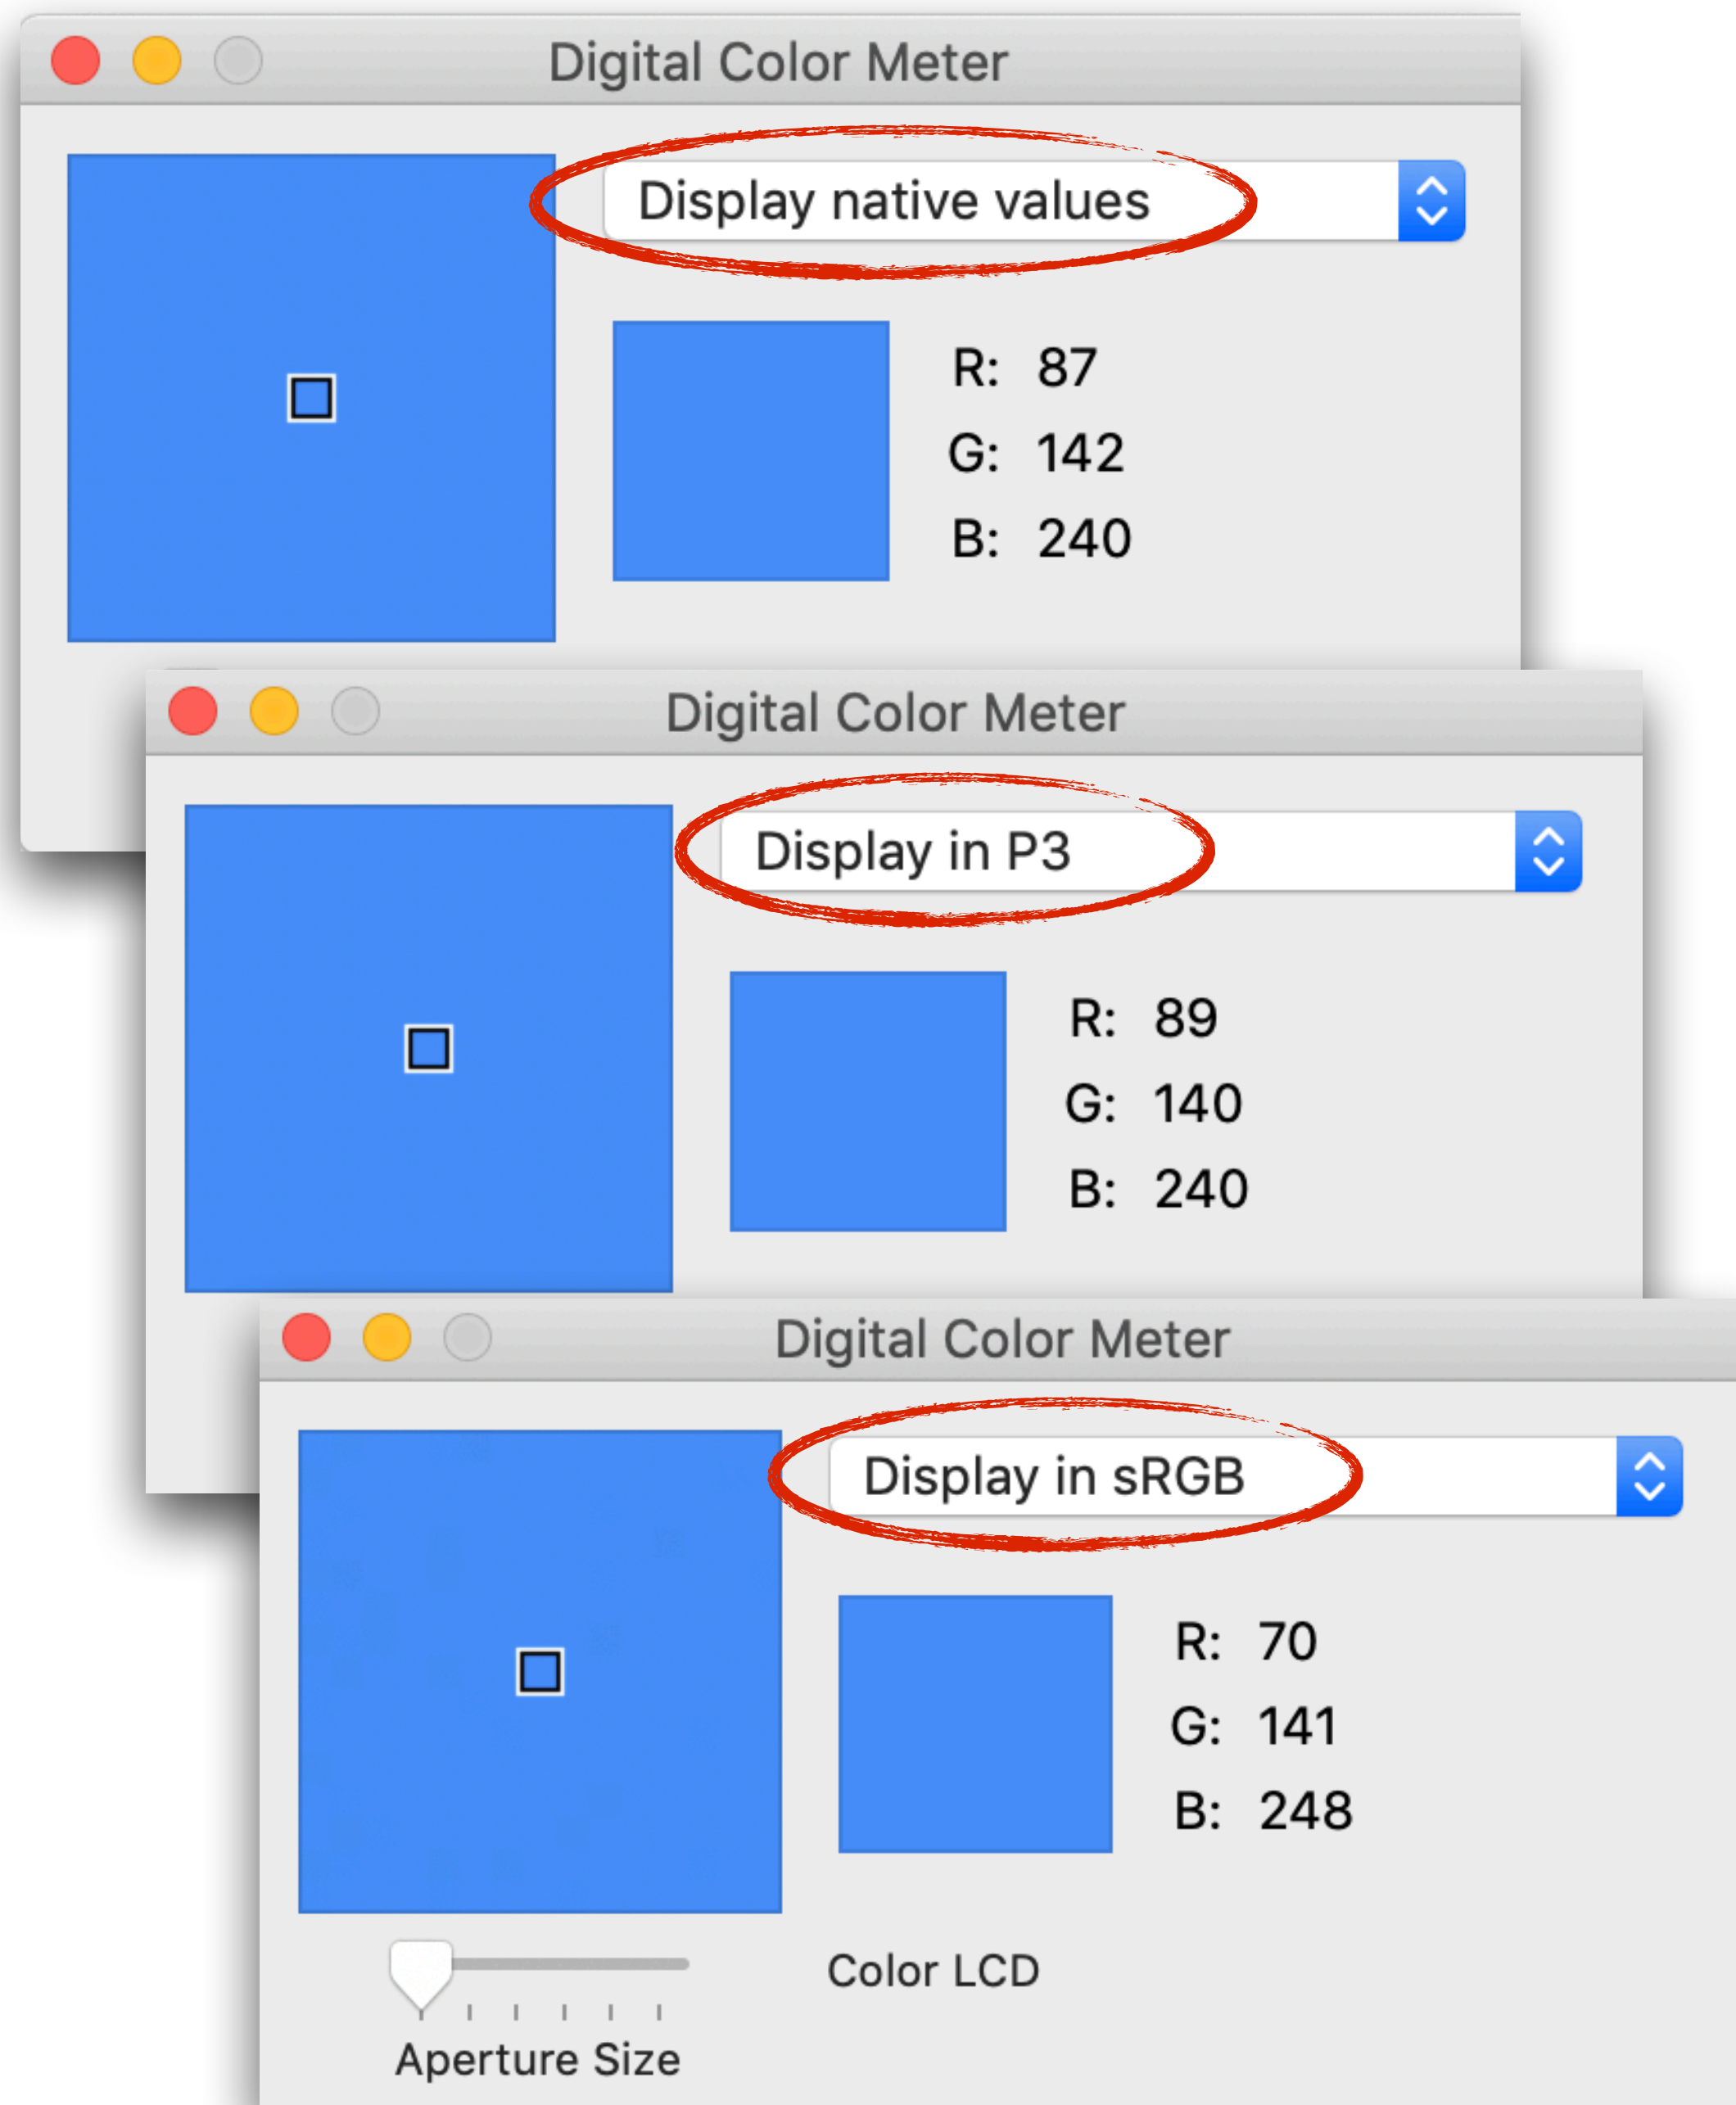 Digital Color Meter
Display native values
R: 87
G: 142
B: 240
Digital Color Meter
Display in P3
R: 89
G: 140
B: 240
Digital Color Meter
Display in sRGB
R: 70
G: 141
B: 248
Color LCD
Aperture Size